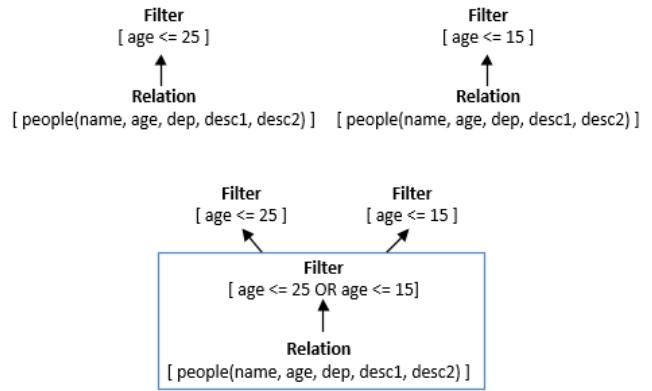 Filter
[ age <= 25 ]
Relation
[ people(name, age, dep, desc1, desc2) ]
Filter
[ age <= 15 ]
Relation
[ people(name, age, dep, desc1, desc2) ]
Filter
[ age <= 25 ]
Filter
[ age <= 15 ]
Filter
[ age <= 25 OR age <= 15]
Relation
[ people(name, age, dep, desc1, desc2) ]